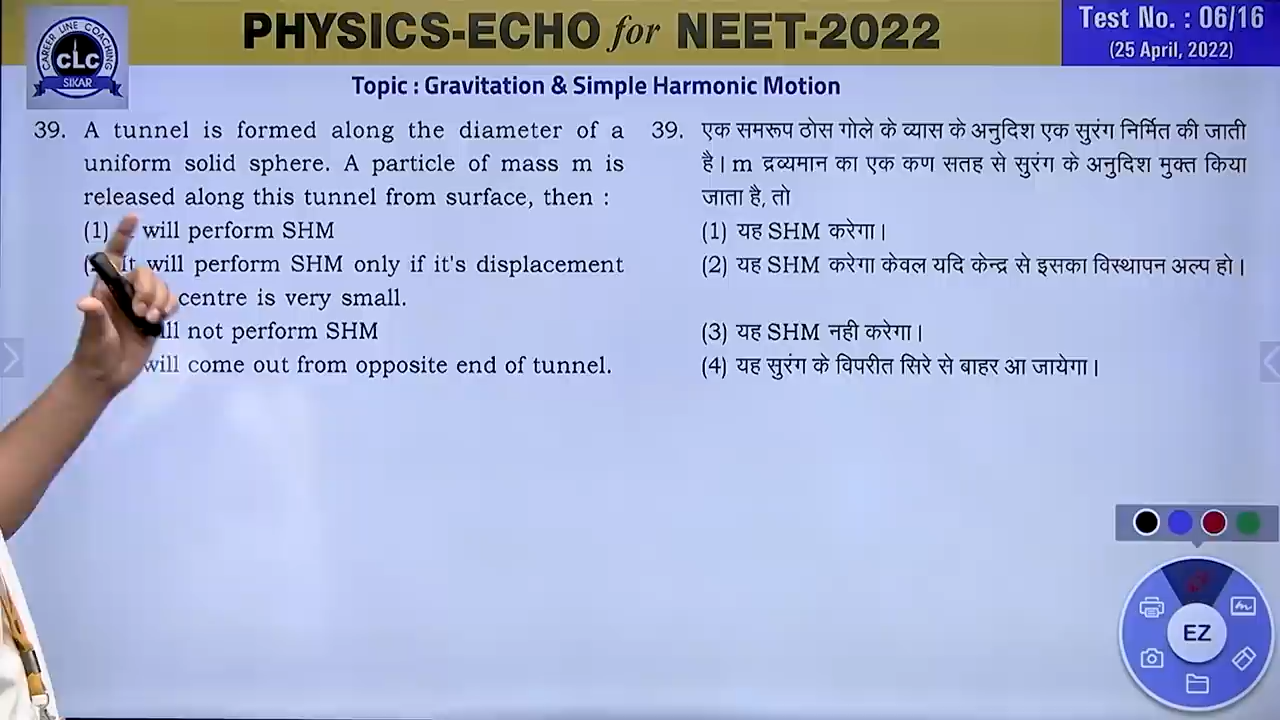 CAREER LINE COACHING
CLC
SIKAR
PHYSICS-ECHO for NEET-2022
Test No. : 06/16
(25 April, 2022)
Topic : Gravitation & Simple Harmonic Motion
39. A tunnel is formed along the diameter of a
uniform solid sphere. A particle of mass m is
released along this tunnel from surface, then :
(1) will perform SHM
It will perform SHM only if it's displacement
centre is very small.
will not perform SHM
will come out from opposite end of tunnel.
39. एक समरूप ठोस गोले के व्यास के अनुदिश एक सुरंग निर्मित की जाती
है। m द्रव्यमान का एक कण सतह से सुरंग के अनुदिश मुक्त किया
जाता है, तो
(1) यह SHM करेगा।
(2) यह SHM करेगा केवल यदि केन्द्र से इसका विस्थापन अल्प हो।
(3) यह SHM नही करेगा।
(4) यह सुरंग के विपरीत सिरे से बाहर आ जायेगा।
EZ